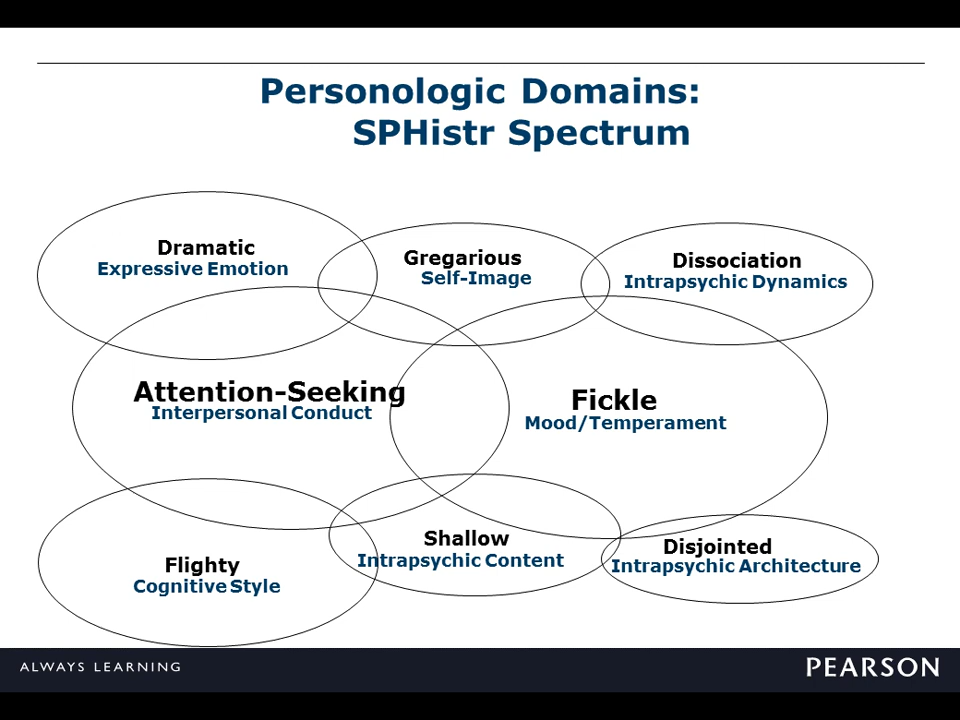 Personologic Domains:
SPHistr Spectrum
Dramatic
Expressive Emotion
Gregarious
Self-Image
Dissociation
Intrapsychic Dynamics
Attention-Seeking
Interpersonal Conduct
Fickle
Mood/Temperament
Flighty
Cognitive Style
Shallow
Intrapsychic Content
Disjointed
Intrapsychic Architecture
ALWAYS LEARNING
PEARSON